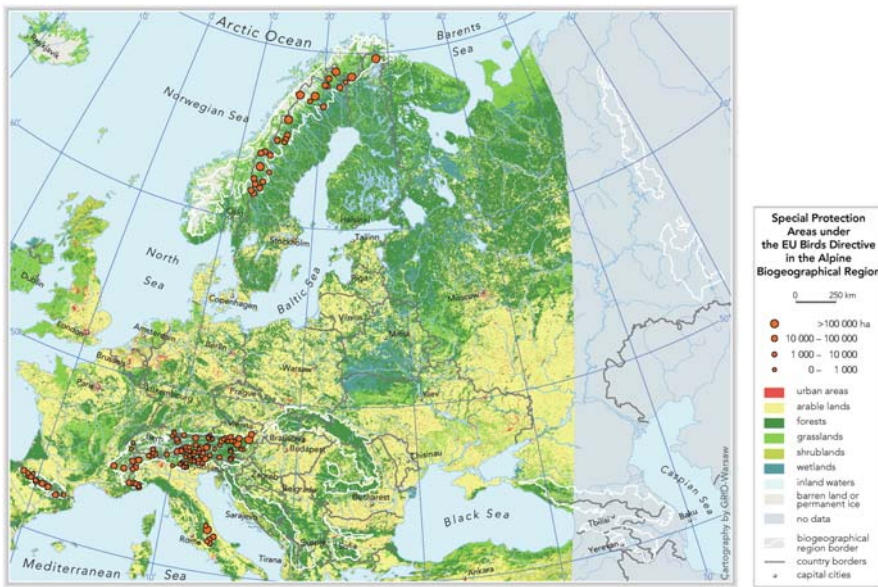 Arctic Ocean
Barents
Sea
Reykjavik
Norwegian Sea
North
Sea
Oslo
Stockholm
Helsinki
Tallinn
Riga
Baltic Sea
Copenhagen
Dublin
London
Amsterdam
Brussels
Paris
Luxembourg
Berlin
Prague
Warsaw
Vilnius
Minsk
Moscow
Kiev
Bern
Bratislava
Budapest
Chisinau
Zagreb
Belgrade
Bucharest
Sarajevo
Rome
Tirana
Black Sea
Ankara
Tbilisi
Yerevan
Baku
Caspian Sea
Mediterranean Sea
Cartography by GRID-Warsaw
Special Protection
Areas under
the EU Birds Directive
in the Alpine
Biogeographical Region
0 250 km
>100 000 ha
10 000 – 100 000
1 000 – 10 000
0 – 1 000
urban areas
arable lands
forests
grasslands
shrublands
wetlands
inland waters
barren land or
permanent ice
no data
biogeographical
region border
country borders
capital cities